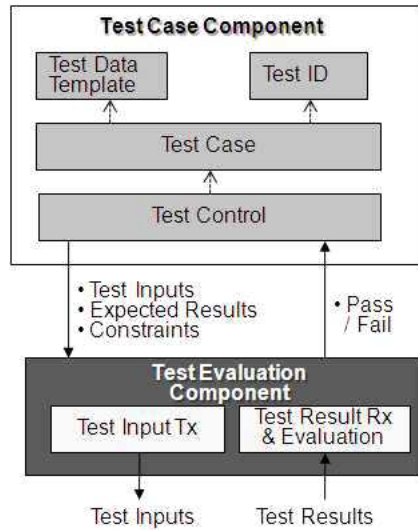 Test Case Component
Test Data
Template
Test ID
Test Case
Test Control
• Test Inputs
• Expected Results
• Constraints
• Pass
/ Fail
Test Evaluation
Component
Test Input Tx
Test Result Rx
& Evaluation
Test Inputs
Test Results